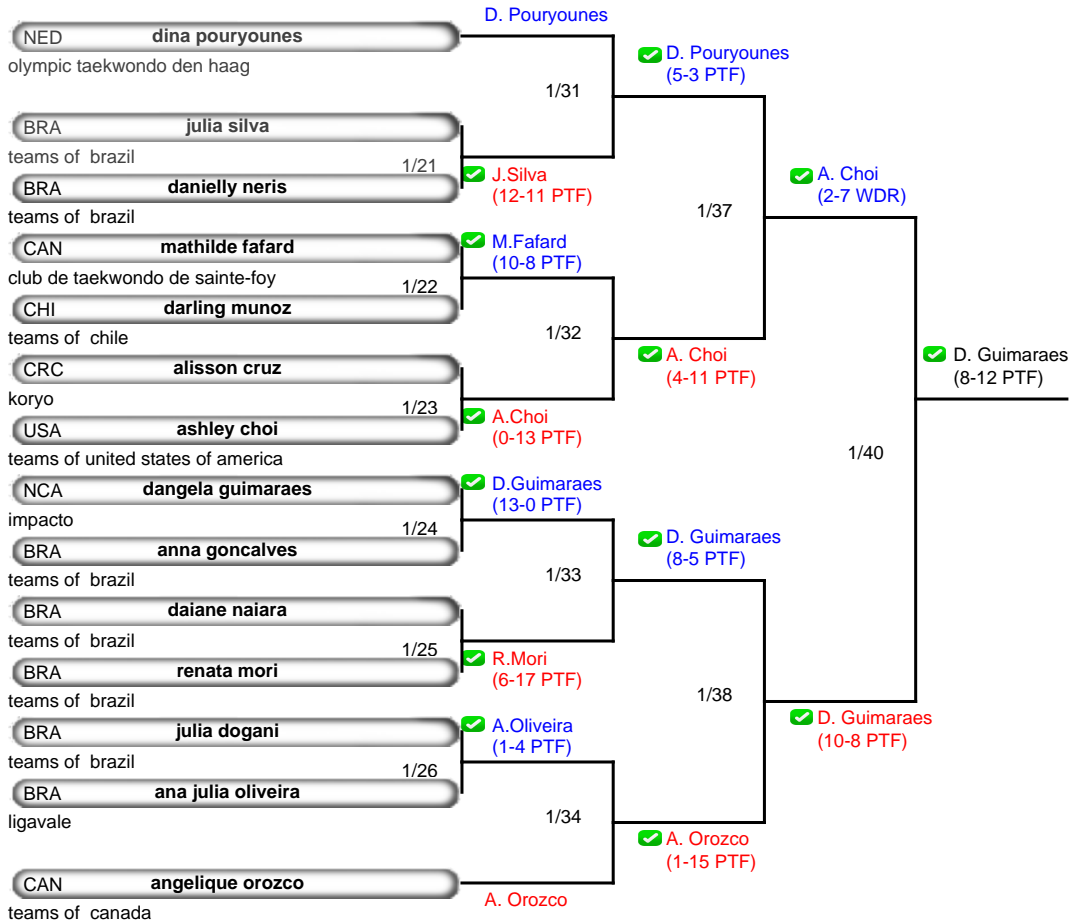 D. Pouryounes
NED dina pouryounes
olympic taekwondo den haag
D. Pouryounes
(5-3 PTF)
1/31
BRA julia silva
teams of brazil
1/21
BRA danielly neris
teams of brazil
J.Silva
(12-11 PTF)
A. Choi
(2-7 WDR)
1/37
CAN mathilde fafard
club de taekwondo de sainte-foy
M.Fafard
(10-8 PTF)
1/22
CHI darling munoz
teams of chile
1/32
CRC alisson cruz
koryo
A. Choi
(4-11 PTF)
D. Guimaraes
(8-12 PTF)
1/23
USA ashley choi
teams of united states of america
A.Choi
(0-13 PTF)
1/40
NCA dangela guimaraes
impacto
D.Guimaraes
(13-0 PTF)
1/24
BRA anna goncalves
teams of brazil
D. Guimaraes
(8-5 PTF)
1/33
BRA daiane naiara
teams of brazil
1/25
BRA renata mori
teams of brazil
R.Mori
(6-17 PTF)
1/38
BRA julia dogani
teams of brazil
A.Oliveira
(1-4 PTF)
D. Guimaraes
(10-8 PTF)
1/26
BRA ana julia oliveira
ligavale
1/34
A. Orozco
(1-15 PTF)
CAN angelique orozco
teams of canada
A. Orozco